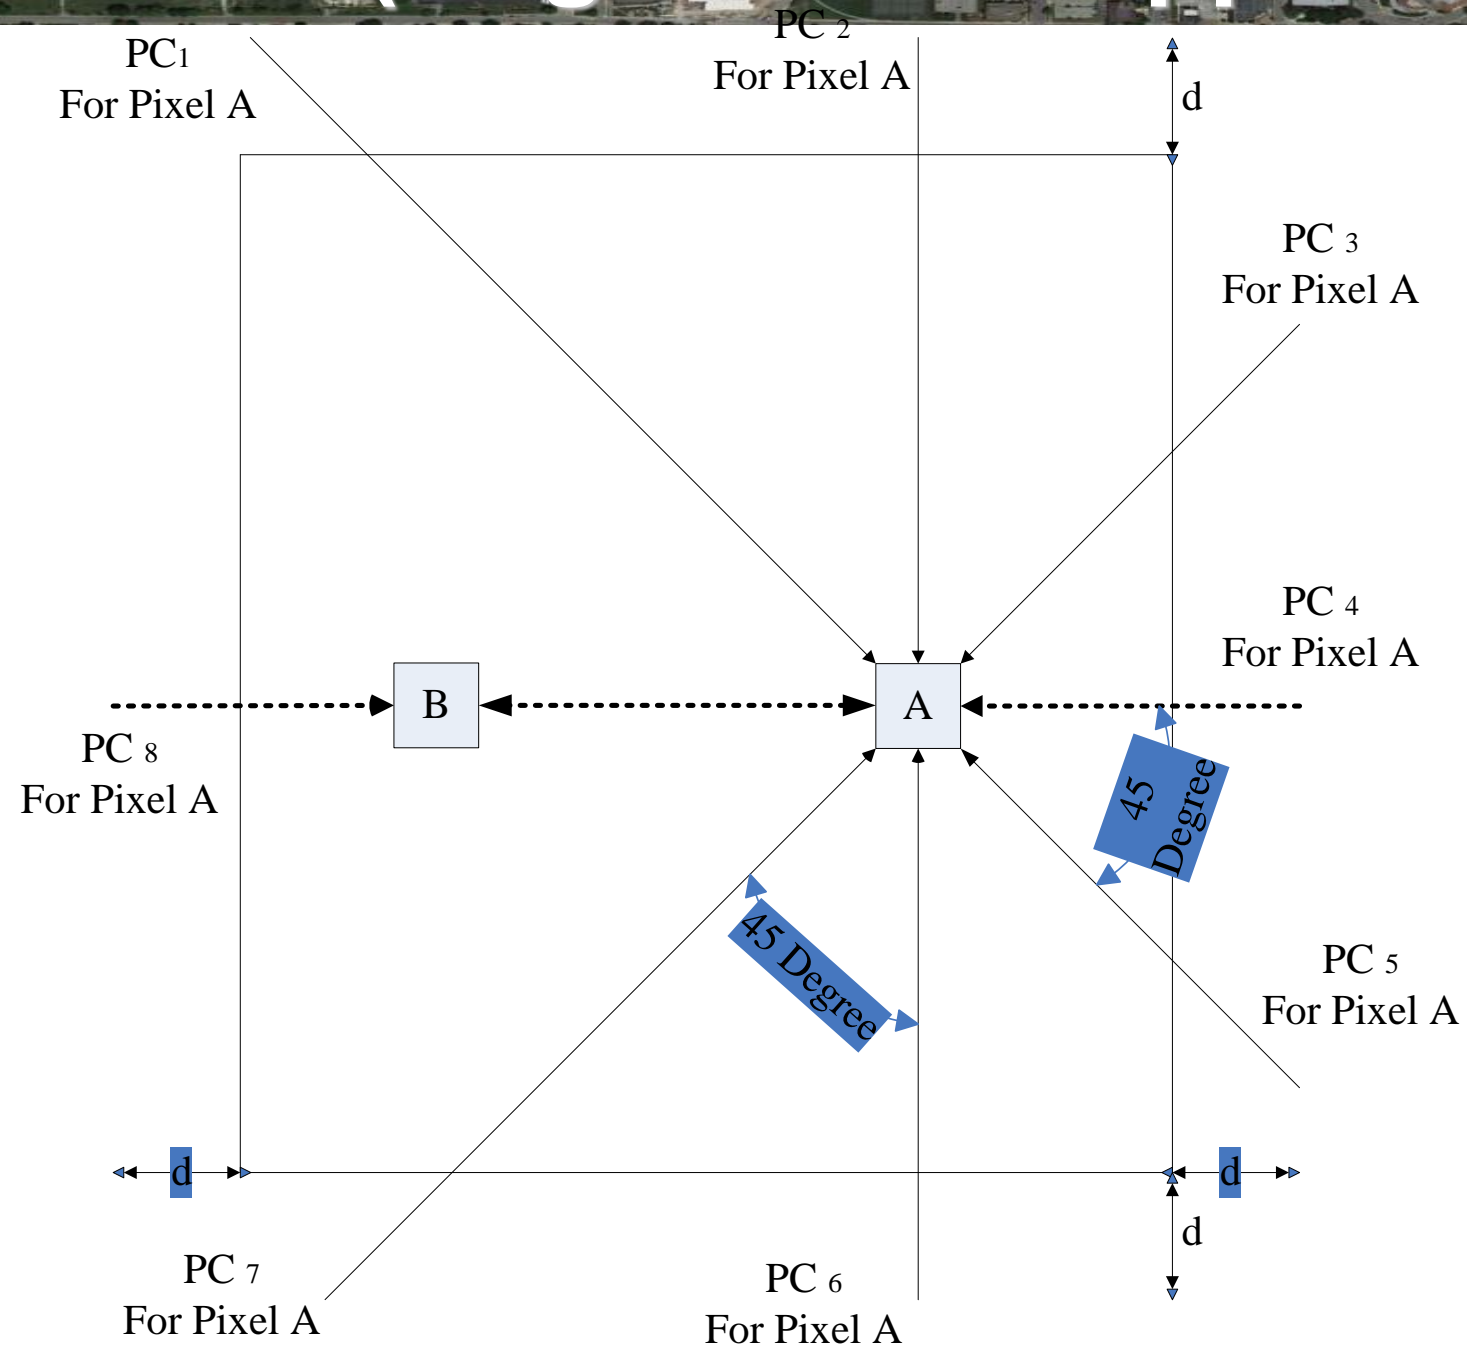 PC 2
For Pixel A
PC1
For Pixel A
d
PC 3
For Pixel A
PC 4
For Pixel A
B
A
PC 8
For Pixel A
45
Degree
45 Degree
PC 5
For Pixel A
d
d
d
PC 7
For Pixel A
PC 6
For Pixel A